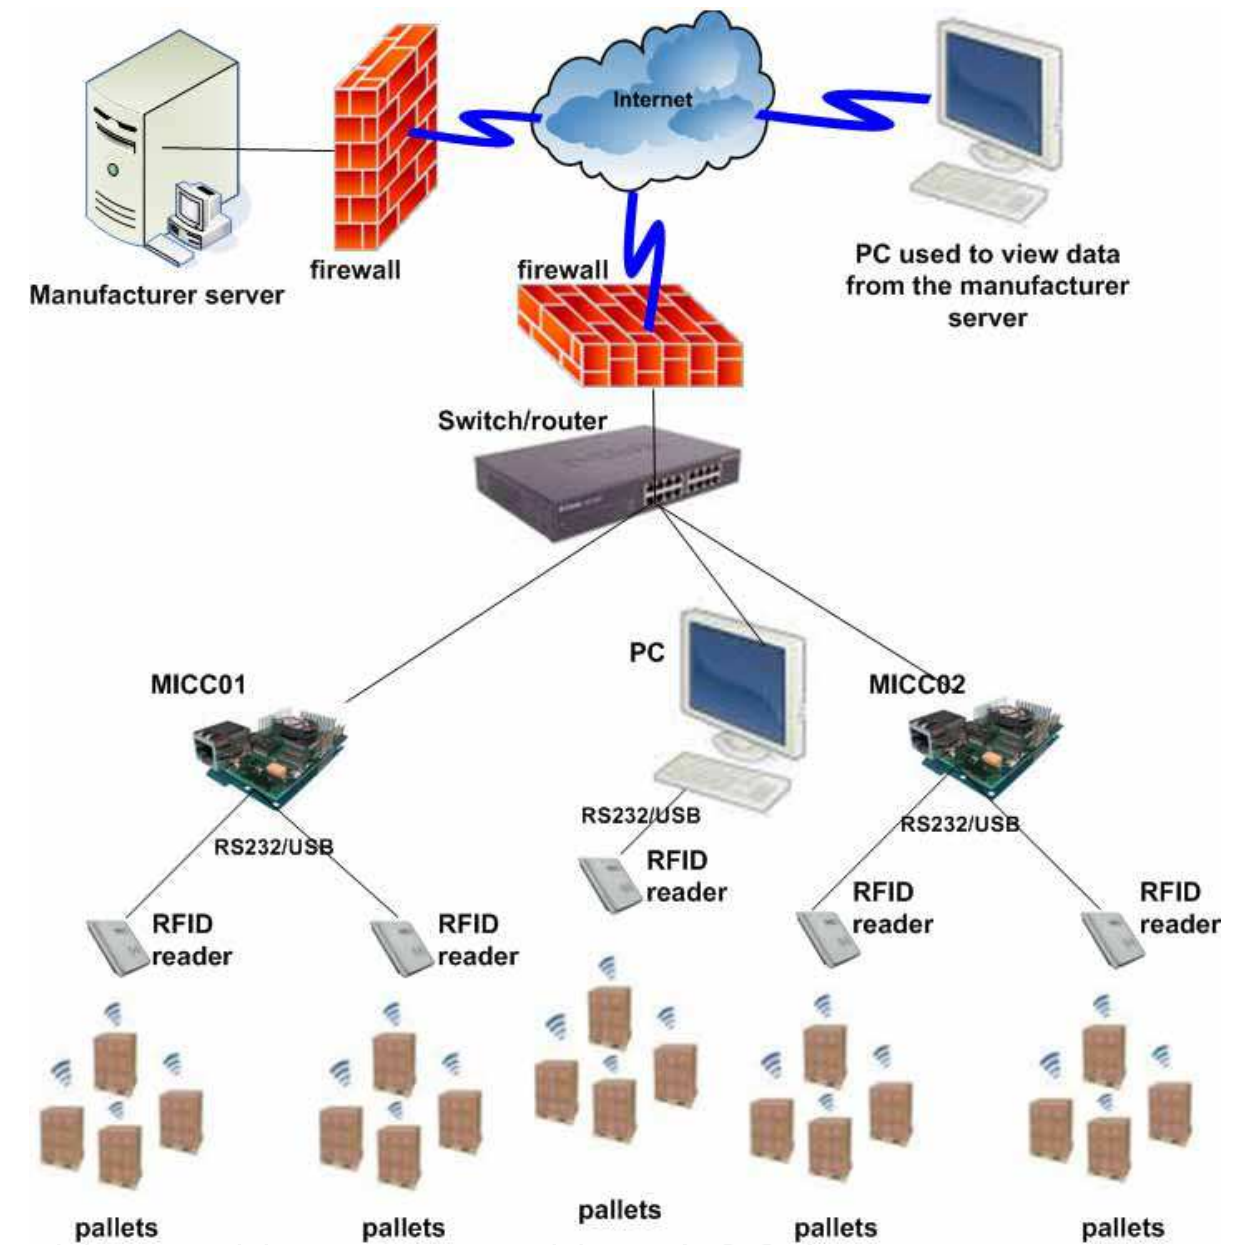 Internet
firewall
Manufacturer server
firewall
PC used to view data
from the manufacturer
server
Switch/router
PC
MICC01
MICC02
RS232/USB
RS232/USB
RS232/USB
RFID
reader
RFID
reader
RFID
reader
RFID
reader
RFID
reader
pallets
pallets
pallets
pallets
pallets